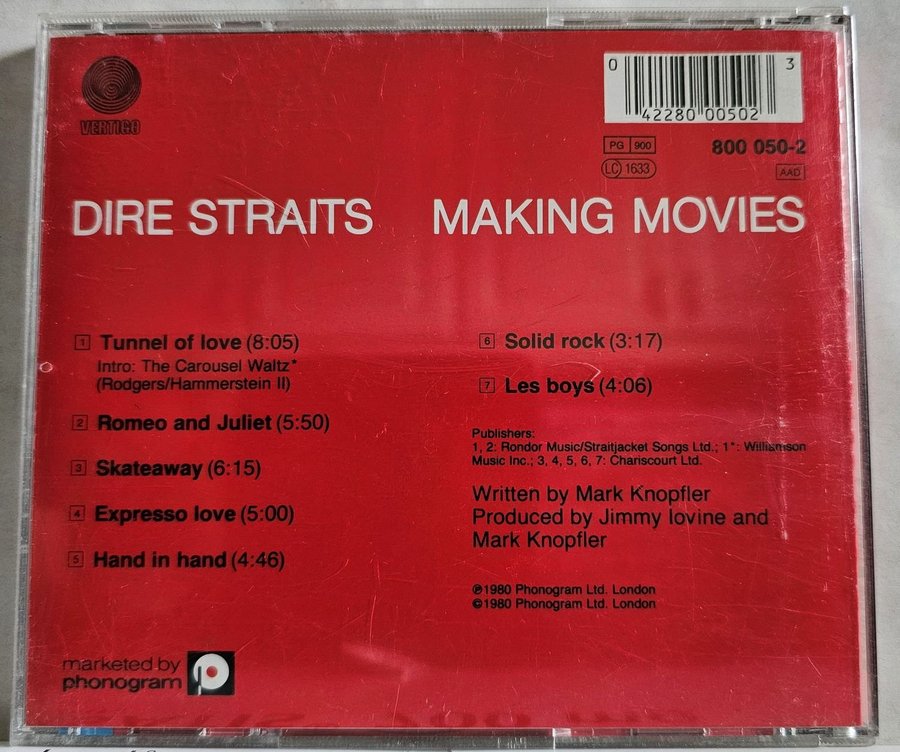 VERTIGO
0 42280 00502 3
PG 900
800 050-2
LC 1633
AAD
DIRE STRAITS MAKING MOVIES
1 Tunnel of love (8:05)
Intro: The Carousel Waltz*
(Rodgers/Hammerstein II)
2 Romeo and Juliet (5:50)
3 Skateaway (6:15)
4 Expresso love (5:00)
5 Hand in hand (4:46)
6 Solid rock (3:17)
7 Les boys (4:06)
Publishers:
1, 2: Rondor Music/Straitjacket Songs Ltd.; 1*: Williamson
Music Inc.; 3, 4, 5, 6, 7: Chariscourt Ltd.
Written by Mark Knopfler
Produced by Jimmy Iovine and
Mark Knopfler
℗1980 Phonogram Ltd. London
©1980 Phonogram Ltd. London
marketed by
phonogram